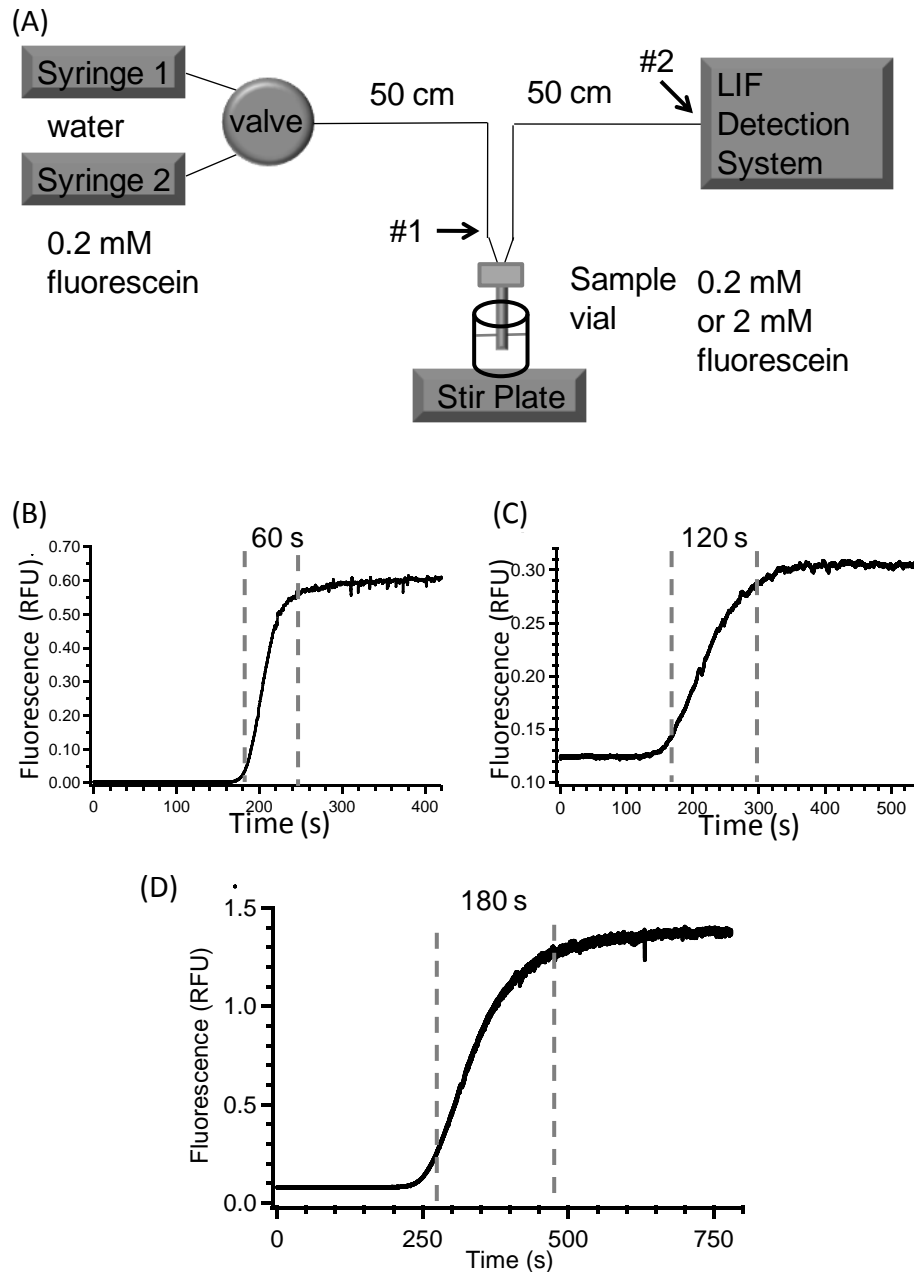 (A)
Syringe 1
water
Syringe 2
0.2 mM
fluorescein
valve
50 cm
50 cm
#1
#2
LIF
Detection
System
Sample
vial
0.2 mM
or 2 mM
fluorescein
Stir Plate
(B)
60 s
Fluorescence (RFU)
0.70
0.60
0.50
0.40
0.30
0.20
0.10
0.00
0
100
200
300
400
Time (s)
(C)
120 s
Fluorescence (RFU)
0.30
0.25
0.20
0.15
0.10
0
100
200
300
400
500
Time (s)
(D)
180 s
Fluorescence (RFU)
1.5
1.0
0.5
0.0
0
250
500
750
Time (s)